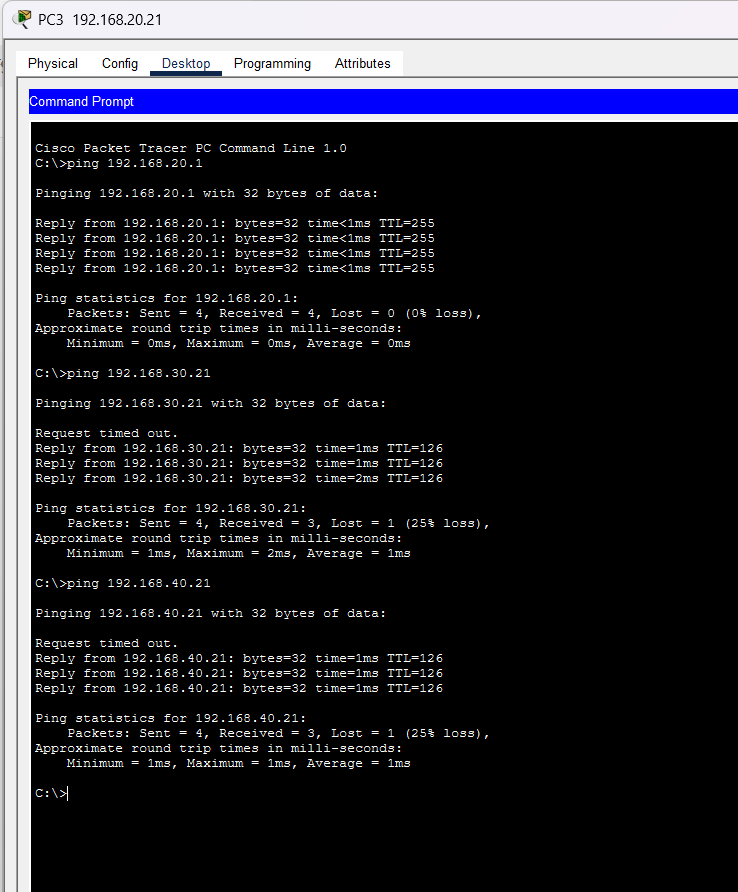 PC3 192.168.20.21
Physical Config Desktop Programming Attributes
Command Prompt
Cisco Packet Tracer PC Command Line 1.0
C:\>ping 192.168.20.1
Pinging 192.168.20.1 with 32 bytes of data:
Reply from 192.168.20.1: bytes=32 time<1ms TTL=255
Reply from 192.168.20.1: bytes=32 time<1ms TTL=255
Reply from 192.168.20.1: bytes=32 time<1ms TTL=255
Reply from 192.168.20.1: bytes=32 time<1ms TTL=255
Ping statistics for 192.168.20.1:
Packets: Sent = 4, Received = 4, Lost = 0 (0% loss),
Approximate round trip times in milli-seconds:
Minimum = 0ms, Maximum = 0ms, Average = 0ms
C:\>ping 192.168.30.21
Pinging 192.168.30.21 with 32 bytes of data:
Request timed out.
Reply from 192.168.30.21: bytes=32 time=1ms TTL=126
Reply from 192.168.30.21: bytes=32 time=1ms TTL=126
Reply from 192.168.30.21: bytes=32 time=2ms TTL=126
Ping statistics for 192.168.30.21:
Packets: Sent = 4, Received = 3, Lost = 1 (25% loss),
Approximate round trip times in milli-seconds:
Minimum = 1ms, Maximum = 2ms, Average = 1ms
C:\>ping 192.168.40.21
Pinging 192.168.40.21 with 32 bytes of data:
Request timed out.
Reply from 192.168.40.21: bytes=32 time=1ms TTL=126
Reply from 192.168.40.21: bytes=32 time=1ms TTL=126
Reply from 192.168.40.21: bytes=32 time=1ms TTL=126
Ping statistics for 192.168.40.21:
Packets: Sent = 4, Received = 3, Lost = 1 (25% loss),
Approximate round trip times in milli-seconds:
Minimum = 1ms, Maximum = 1ms, Average = 1ms
C:\>